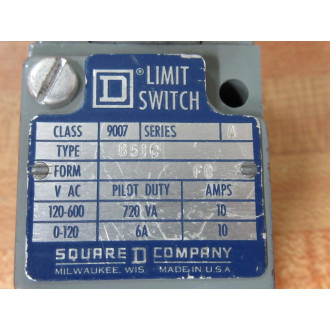 D LIMIT
SWITCH
CLASS 9007 SERIES A
TYPE
FORM
V AC PILOT DUTY AMPS
120-600 720 VA 10
0-120 6A 10
SQUARE D COMPANY
MILWAUKEE, WIS. MADE IN U.S.A